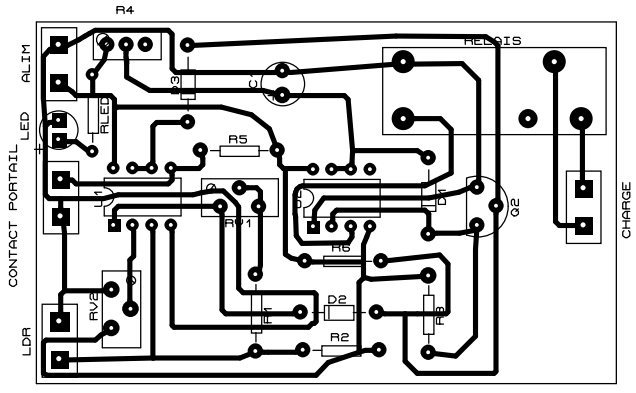 R4
RELAIS
ALIM
D3
C1
RLED
LED
+
+
R5
CONTACT PORTAIL
U1
U2
D1
Q2
CHARGE
RV1
R6
RV2
R1
D2
R3
R2
LDR